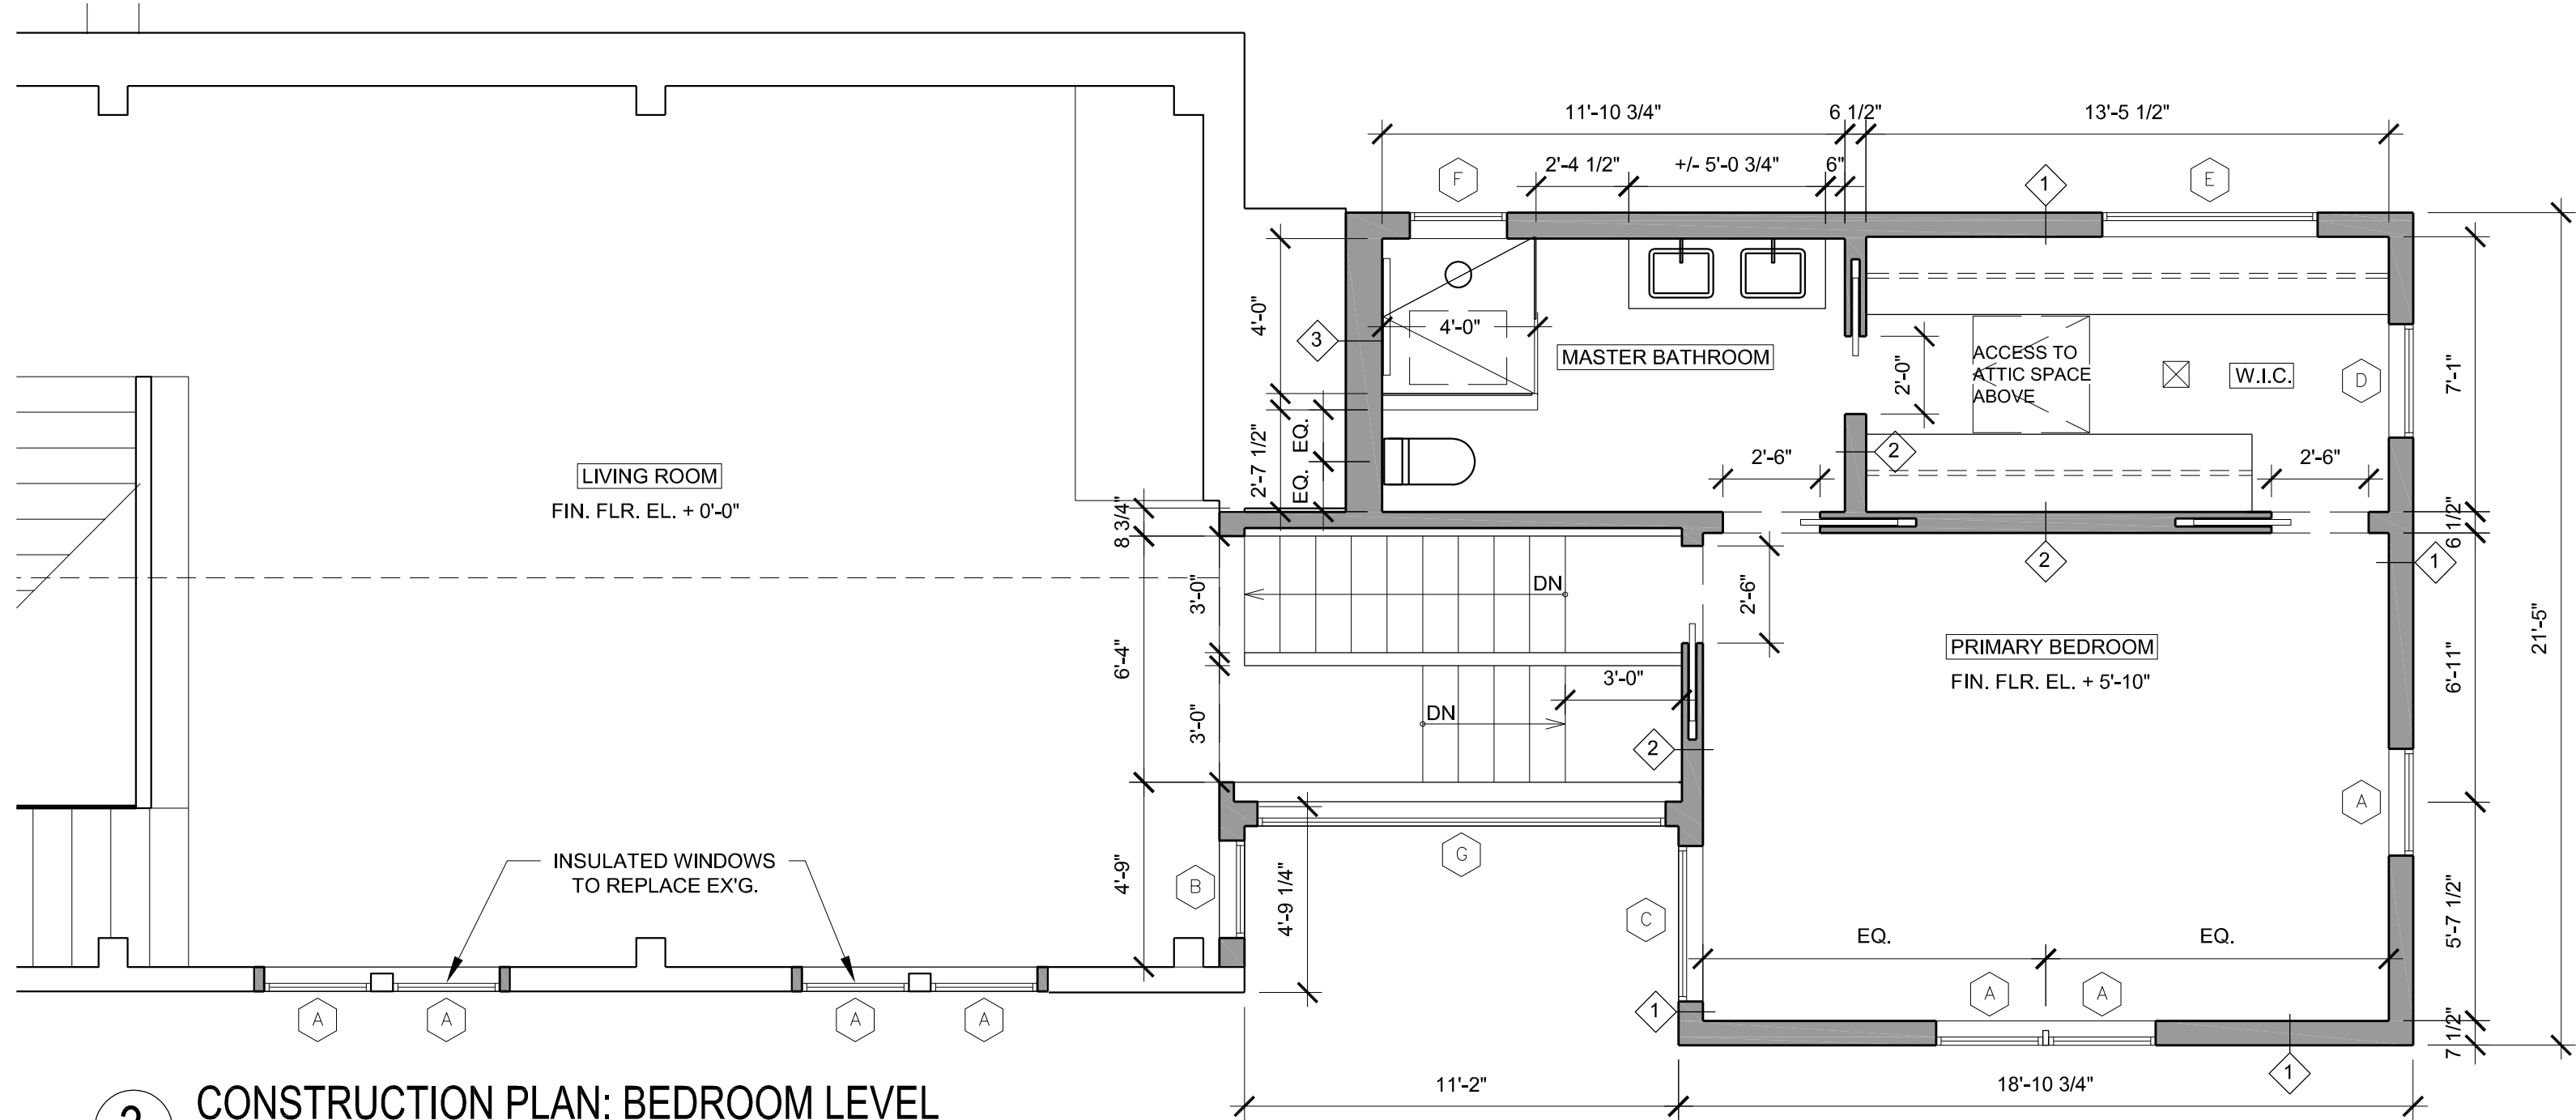 11'-10 3/4"
6 1/2"
13'-5 1/2"
2'-4 1/2"
+/- 5'-0 3/4"
6"
F
1
E
4'-0"
3
4'-0"
MASTER BATHROOM
2'-0"
ACCESS TO
ATTIC SPACE
ABOVE
W.I.C.
D
7'-1"
2'-7 1/2"
EQ.
EQ.
2'-6"
2
2'-6"
LIVING ROOM
FIN. FLR. EL. + 0'-0"
8 3/4"
6 1/2"
2
1
3'-0"
DN
2'-6"
21'-5"
6'-4"
PRIMARY BEDROOM
FIN. FLR. EL. + 5'-10"
6'-11"
3'-0"
3'-0"
DN
2
A
INSULATED WINDOWS
TO REPLACE EX'G.
4'-9"
B
4'-9 1/4"
G
C
EQ.
EQ.
5'-7 1/2"
A
A
A
A
A
A
1
7 1/2"
1
11'-2"
18'-10 3/4"
CONSTRUCTION PLAN: BEDROOM LEVEL